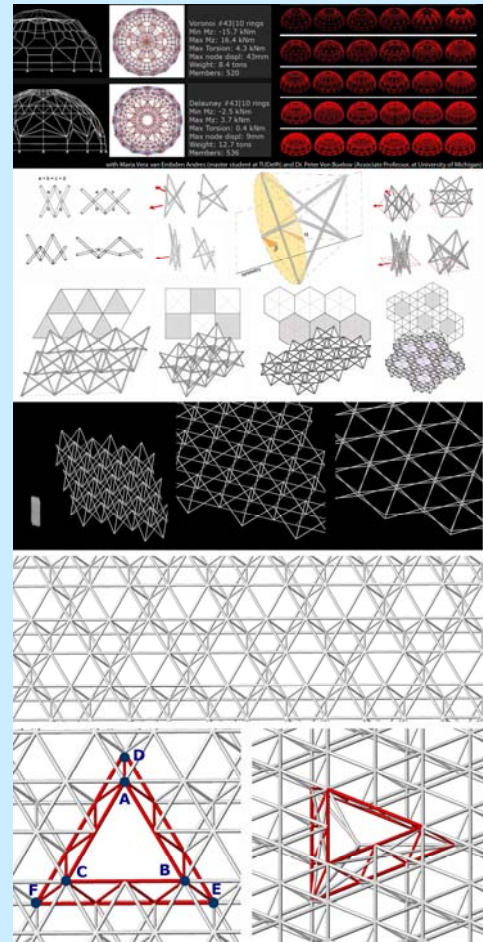 Voronoi #43|10 rings
Min Mz: -15.7 kNm
Max Mz: 16.4 kNm
Max Torsion: 4.3 kNm
Max node displ: 43mm
Weight: 8.4 tons
Members: 520
Delauney #43|10 rings
Min Mz: -2.5 kNm
Max Mz: 3.7 kNm
Max Torsion: 0.4 kNm
Max node displ: 9mm
Weight: 12.7 tons
Members: 536
with Maria Vera van Embden Andres (master student at TUDelft) and Dr. Peter Von Buelow (Associate Professor, at University of Michigan)
D
A
C
B
F
E